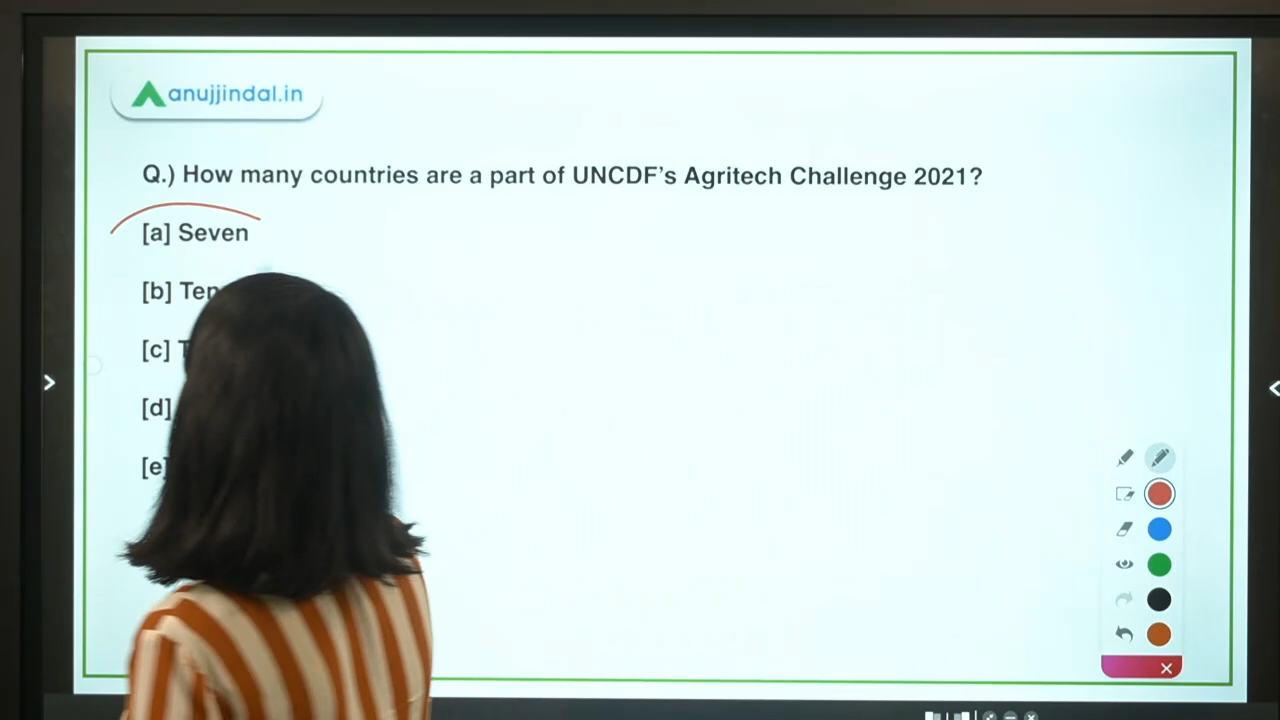 anujjindal.in
Q.) How many countries are a part of UNCDF's Agritech Challenge 2021?
[a] Seven
[b] Ten
[c]
[d]
[e]